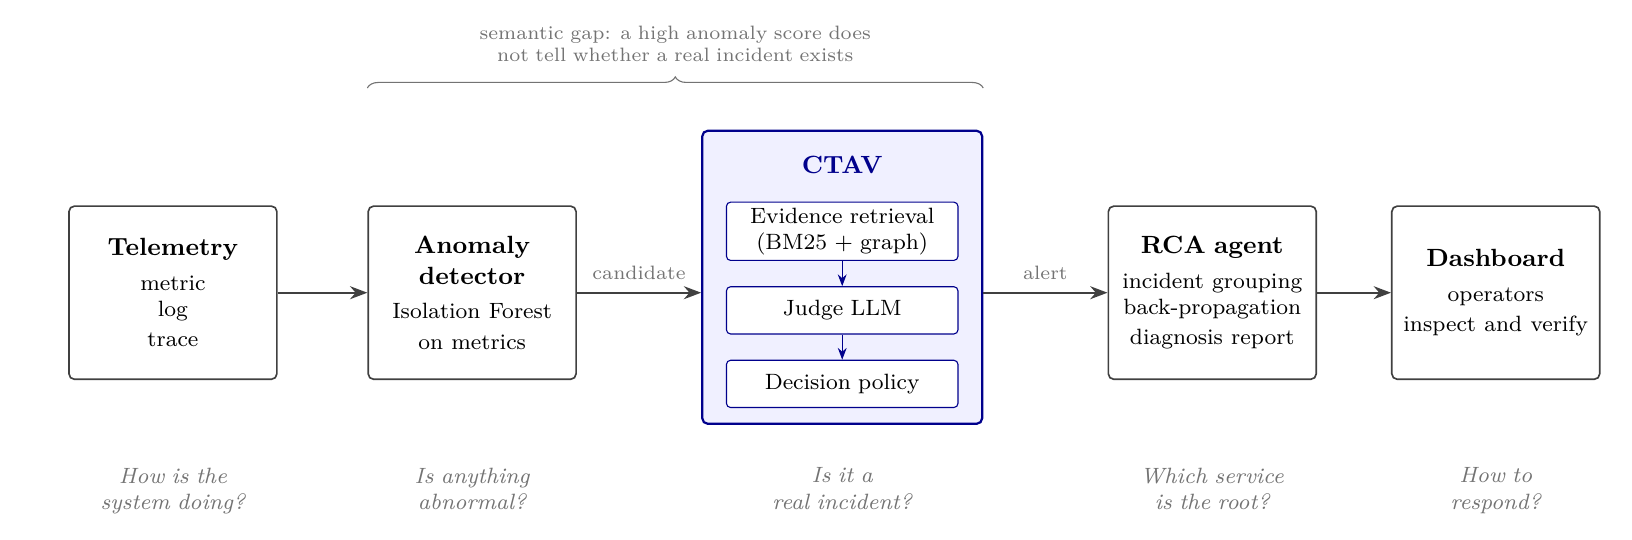 semantic gap: a high anomaly score does
not tell whether a real incident exists
Telemetry
metric
log
trace
Anomaly
detector
Isolation Forest
on metrics
candidate
CTAV
Evidence retrieval
(BM25 + graph)
Judge LLM
Decision policy
alert
RCA agent
incident grouping
back-propagation
diagnosis report
Dashboard
operators
inspect and verify
How is the
system doing?
Is anything
abnormal?
Is it a
real incident?
Which service
is the root?
How to
respond?